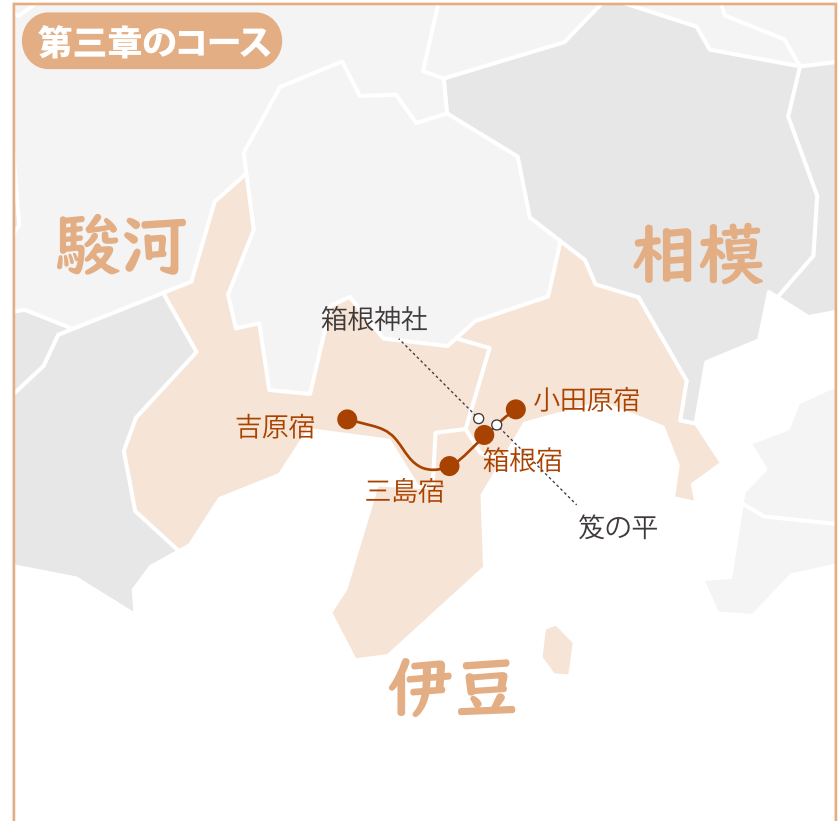 第三章のコース
駿河
相模
箱根神社
小田原宿
吉原宿
箱根宿
三島宿
笈の平
伊豆